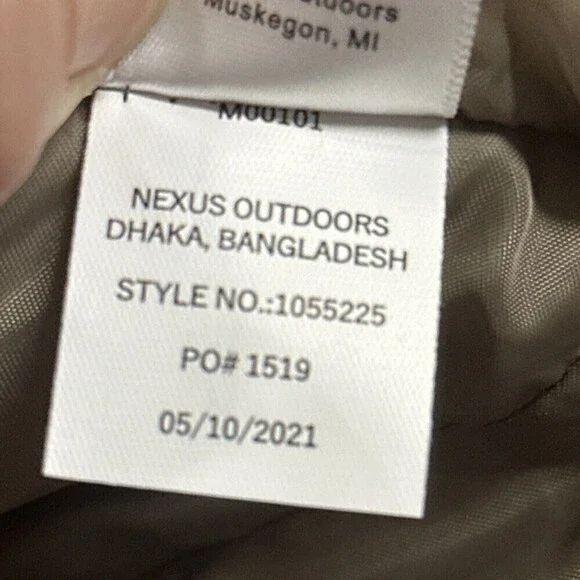 Muskegon, MI
M00101
NEXUS OUTDOORS
DHAKA, BANGLADESH
STYLE NO.:1055225
PO# 1519
05/10/2021